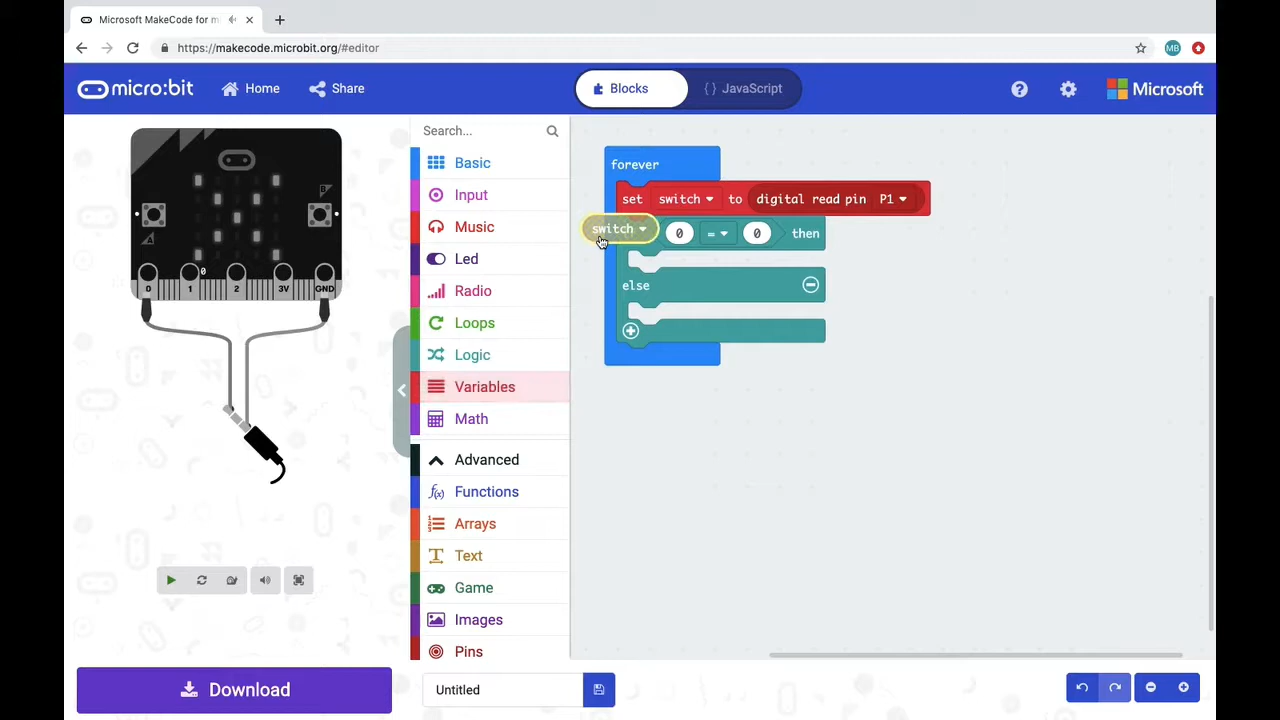 Microsoft MakeCode for mi
https://makecode.microbit.org/#editor
MB
micro:bit
Home
Share
Blocks
{ } JavaScript
?
Microsoft
A
B
0
0 1 2 3V GND
Search...
Basic
Input
Music
Led
Radio
Loops
Logic
Variables
Math
Advanced
f(x) Functions
Arrays
Text
Game
Images
Pins
forever
set switch to digital read pin P1
switch 0 = 0 then
else
Download
Untitled